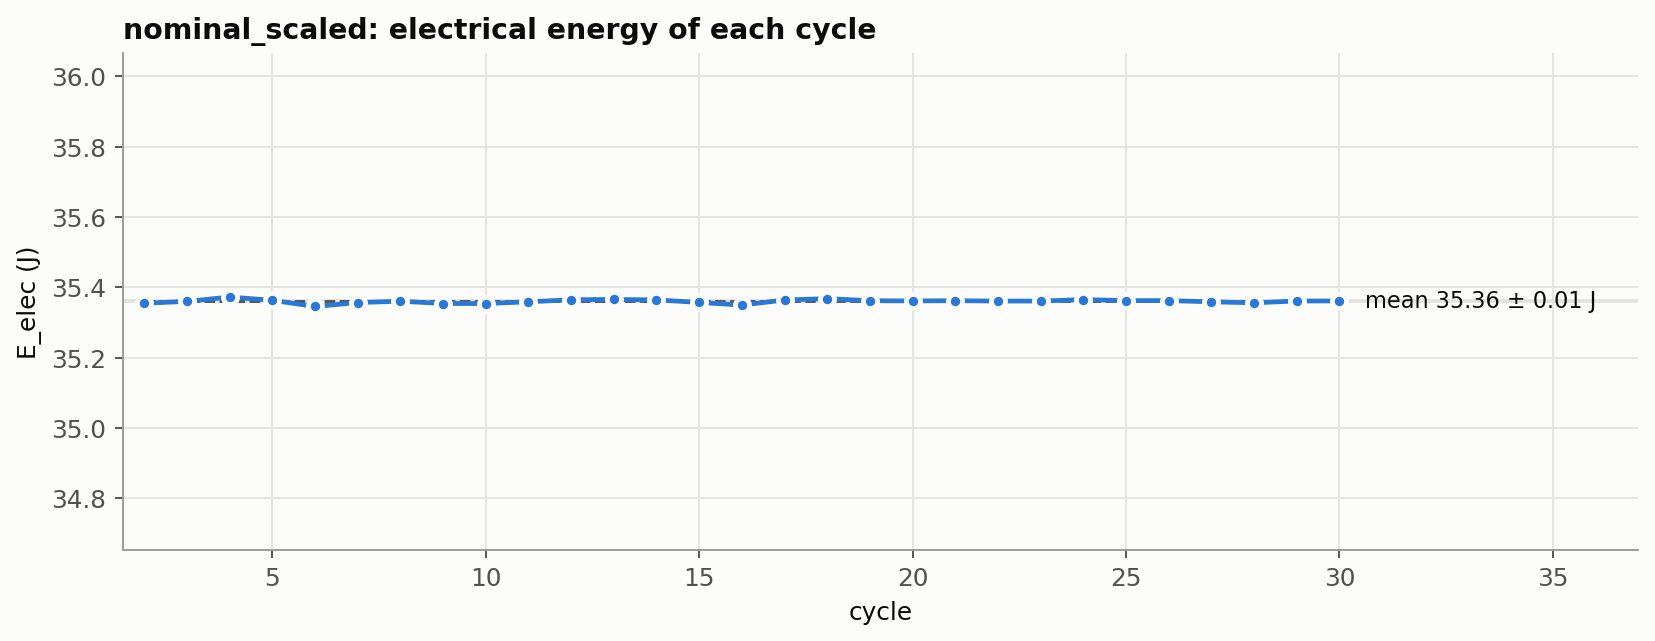 nominal_scaled: electrical energy of each cycle
36.0
35.8
35.6
35.4
35.2
35.0
34.8
E_elec (J)
mean 35.36 ± 0.01 J
5 10 15 20 25 30 35
cycle